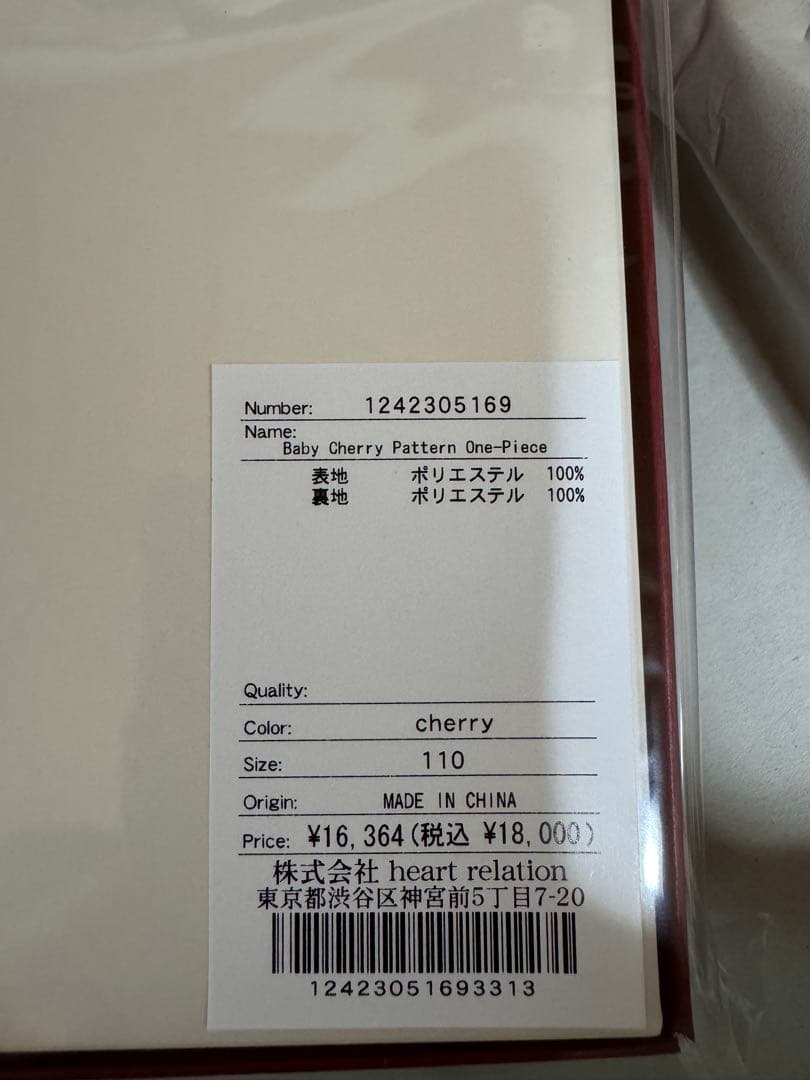 Number: 1242305169
Name:
Baby Cherry Pattern One-Piece
表地 ポリエステル 100%
裏地 ポリエステル 100%
Quality:
Color: cherry
Size: 110
Origin: MADE IN CHINA
Price: ¥16,364(税込 ¥18,000)
株式会社 heart relation
東京都渋谷区神宮前5丁目7-20
12423051693313